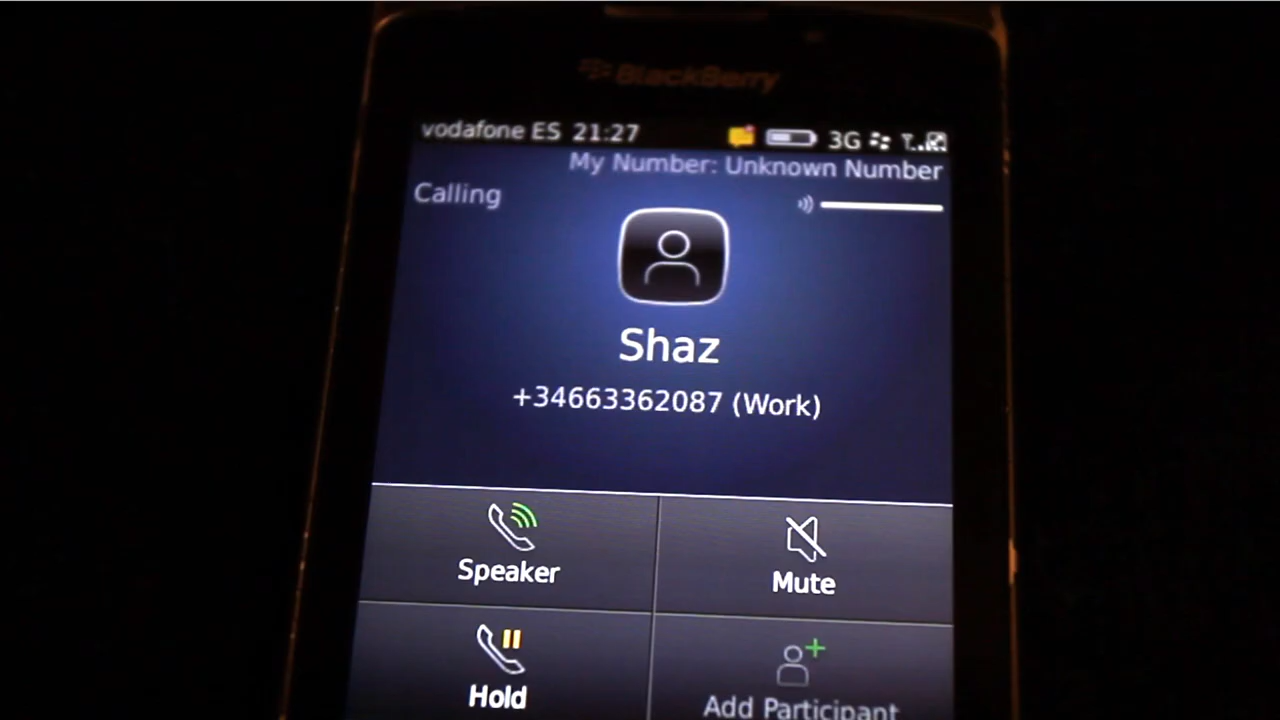 BlackBerry
vodafone ES 21:27 3G
My Number: Unknown Number
Calling
Shaz
+34663362087 (Work)
Speaker
Mute
Hold
Add Participant